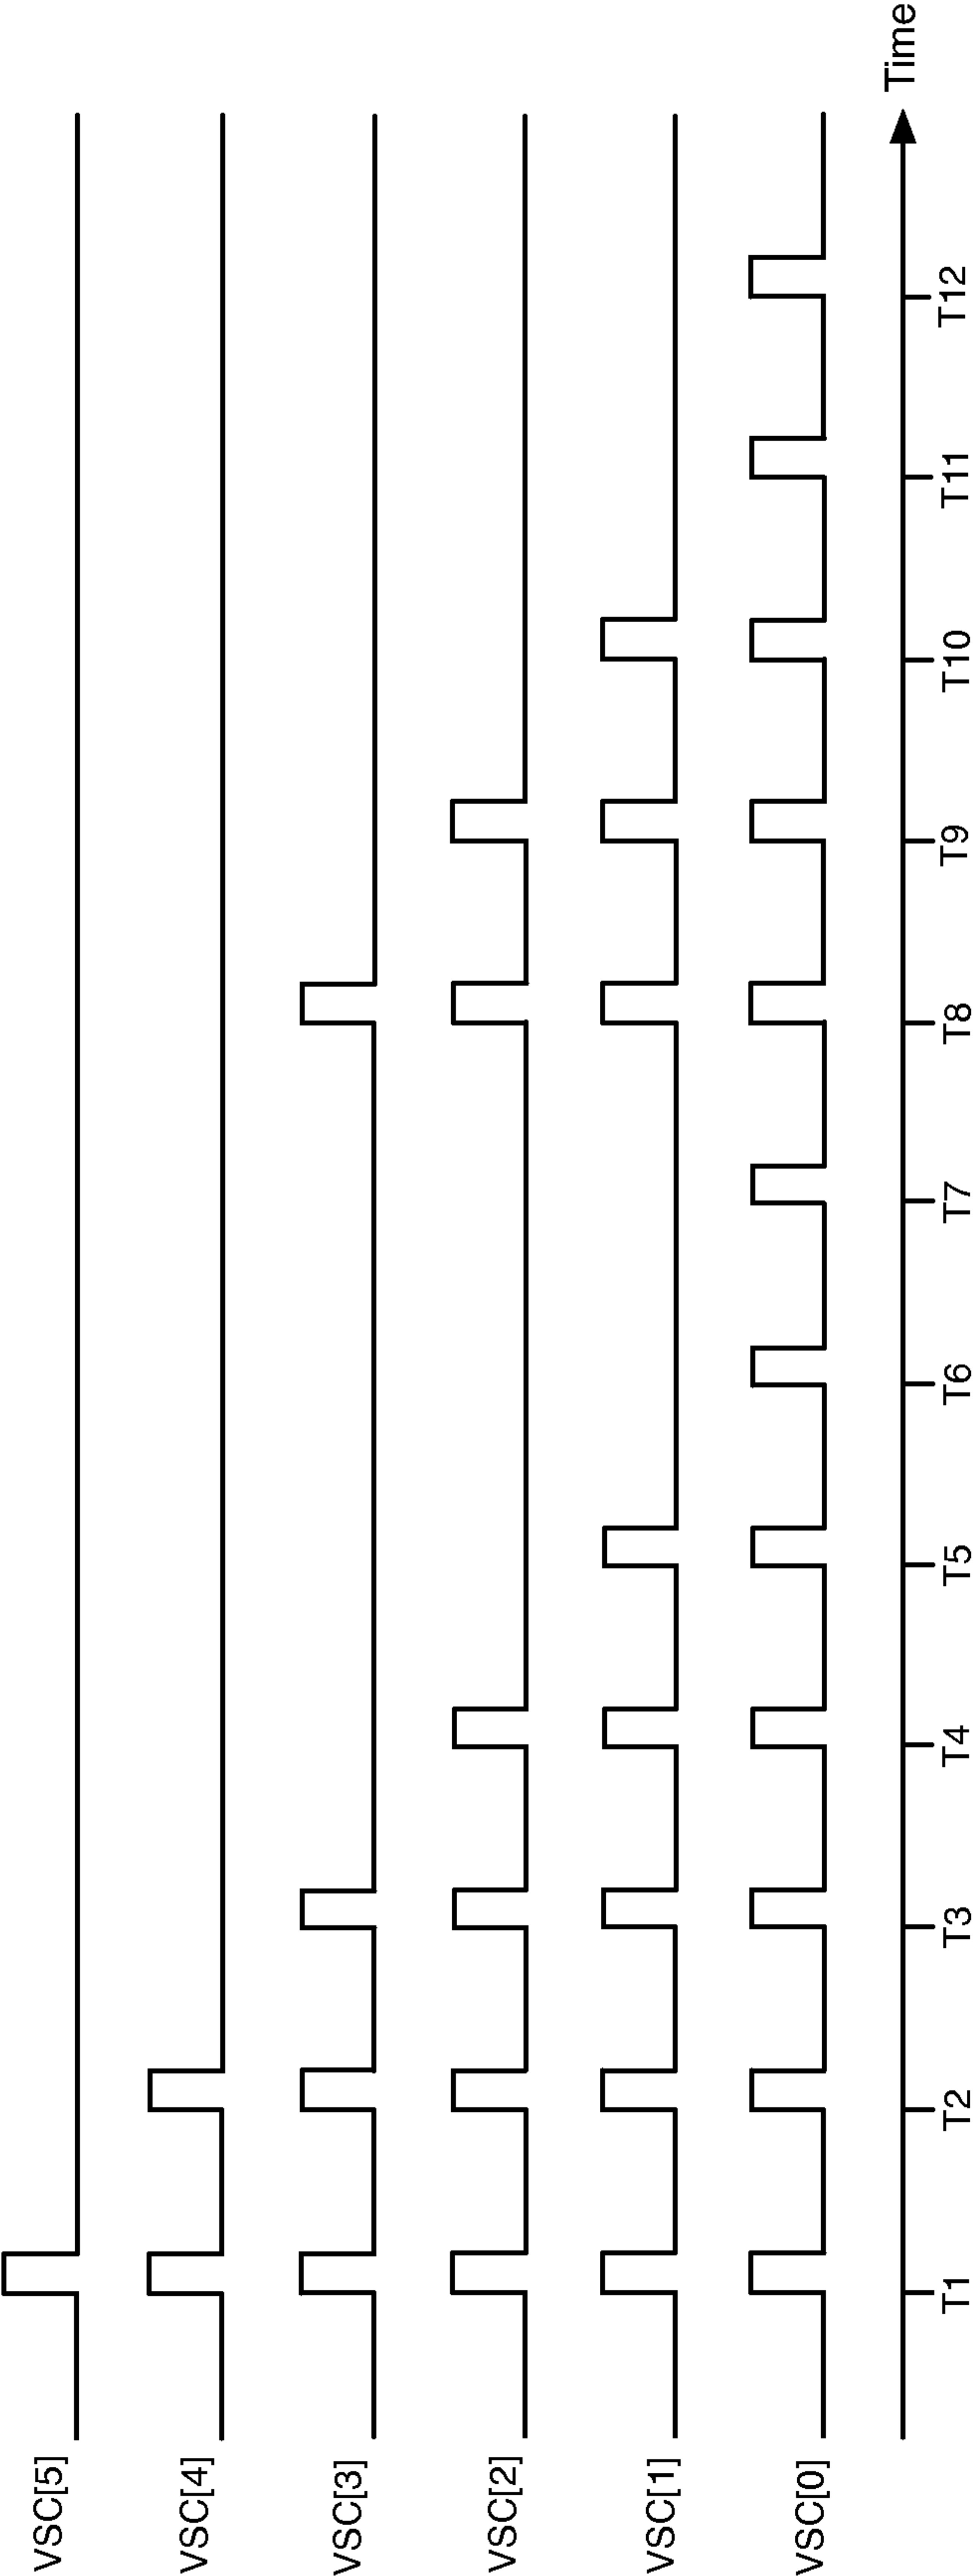 VSC[5]
VSC[4]
VSC[3]
VSC[2]
VSC[1]
VSC[0]
T1
T2
T3
T4
T5
T6
T7
T8
T9
T10
T11
T12
Time